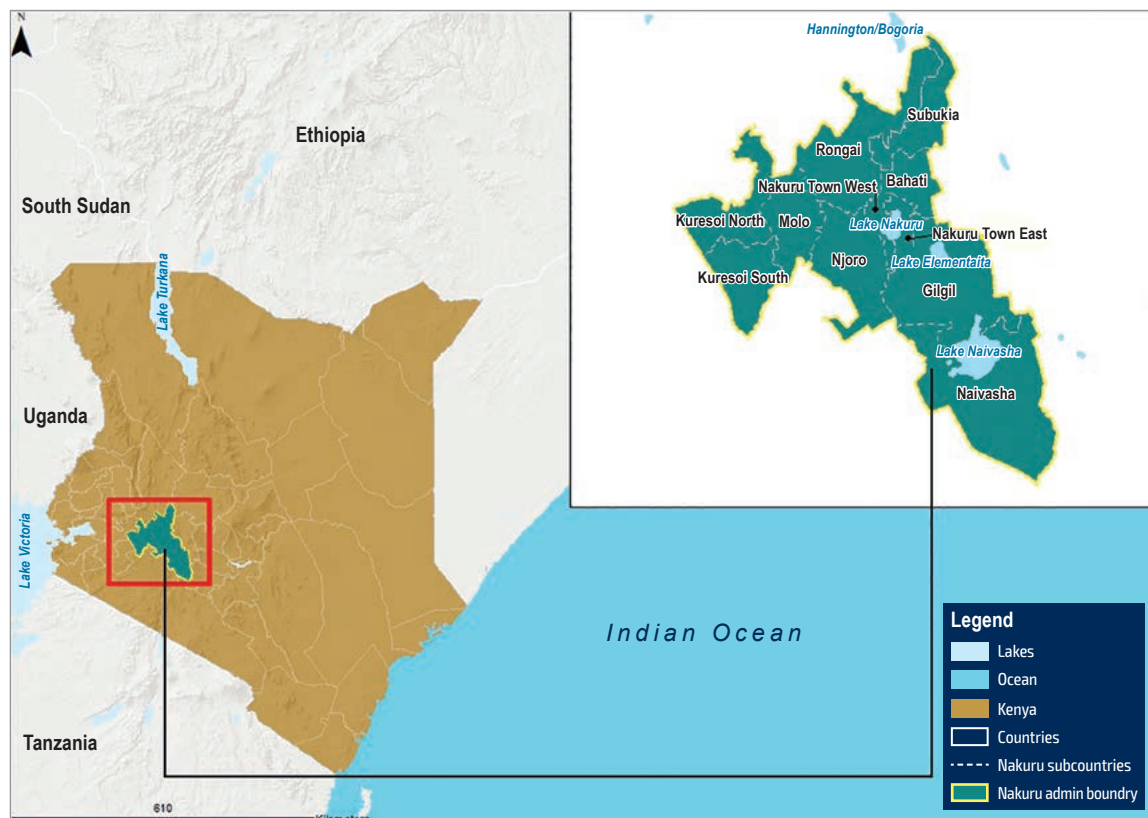 N
Ethiopia
South Sudan
Lake Turkana
Uganda
Lake Victoria
Tanzania
610
Kilometers
Indian Ocean
Hannington/Bogoria
Subukia
Rongai
Bahati
Nakuru Town West
Kuresoi North
Molo
Lake Nakuru
Nakuru Town East
Njoro
Lake Elementaita
Kuresoi South
Gilgil
Lake Naivasha
Naivasha
Legend
Lakes
Ocean
Kenya
Countries
Nakuru subcountries
Nakuru admin boundry